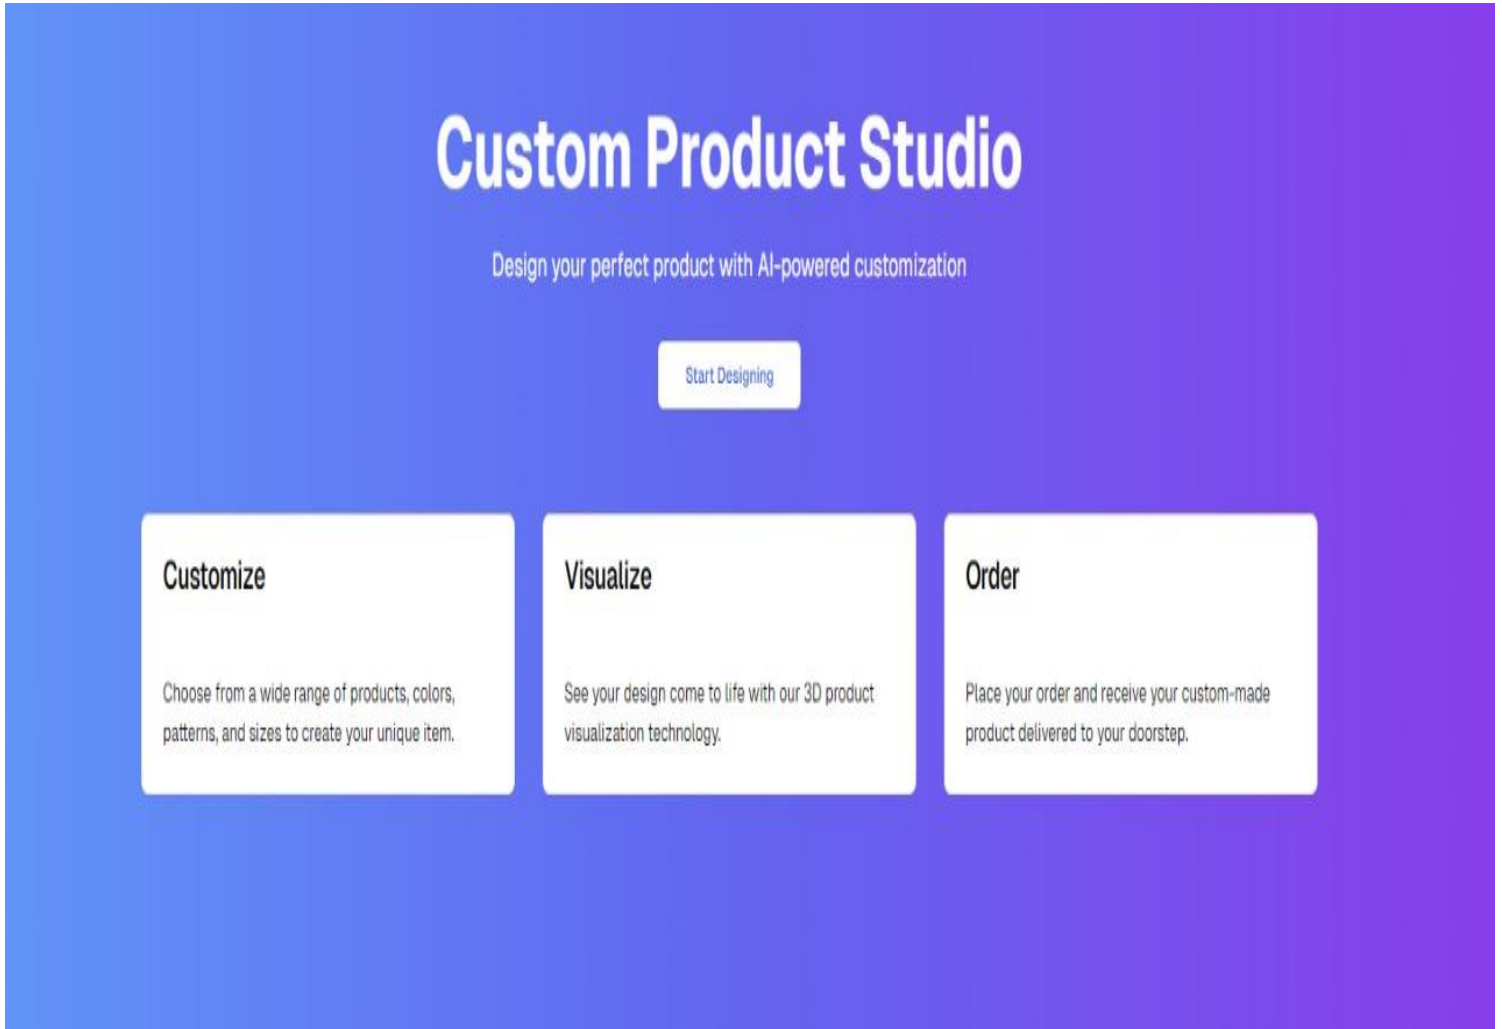 Custom Product Studio
Design your perfect product with AI-powered customization
Start Designing
Customize
Choose from a wide range of products, colors,
patterns, and sizes to create your unique item.
Visualize
See your design come to life with our 3D product
visualization technology.
Order
Place your order and receive your custom-made
product delivered to your doorstep.